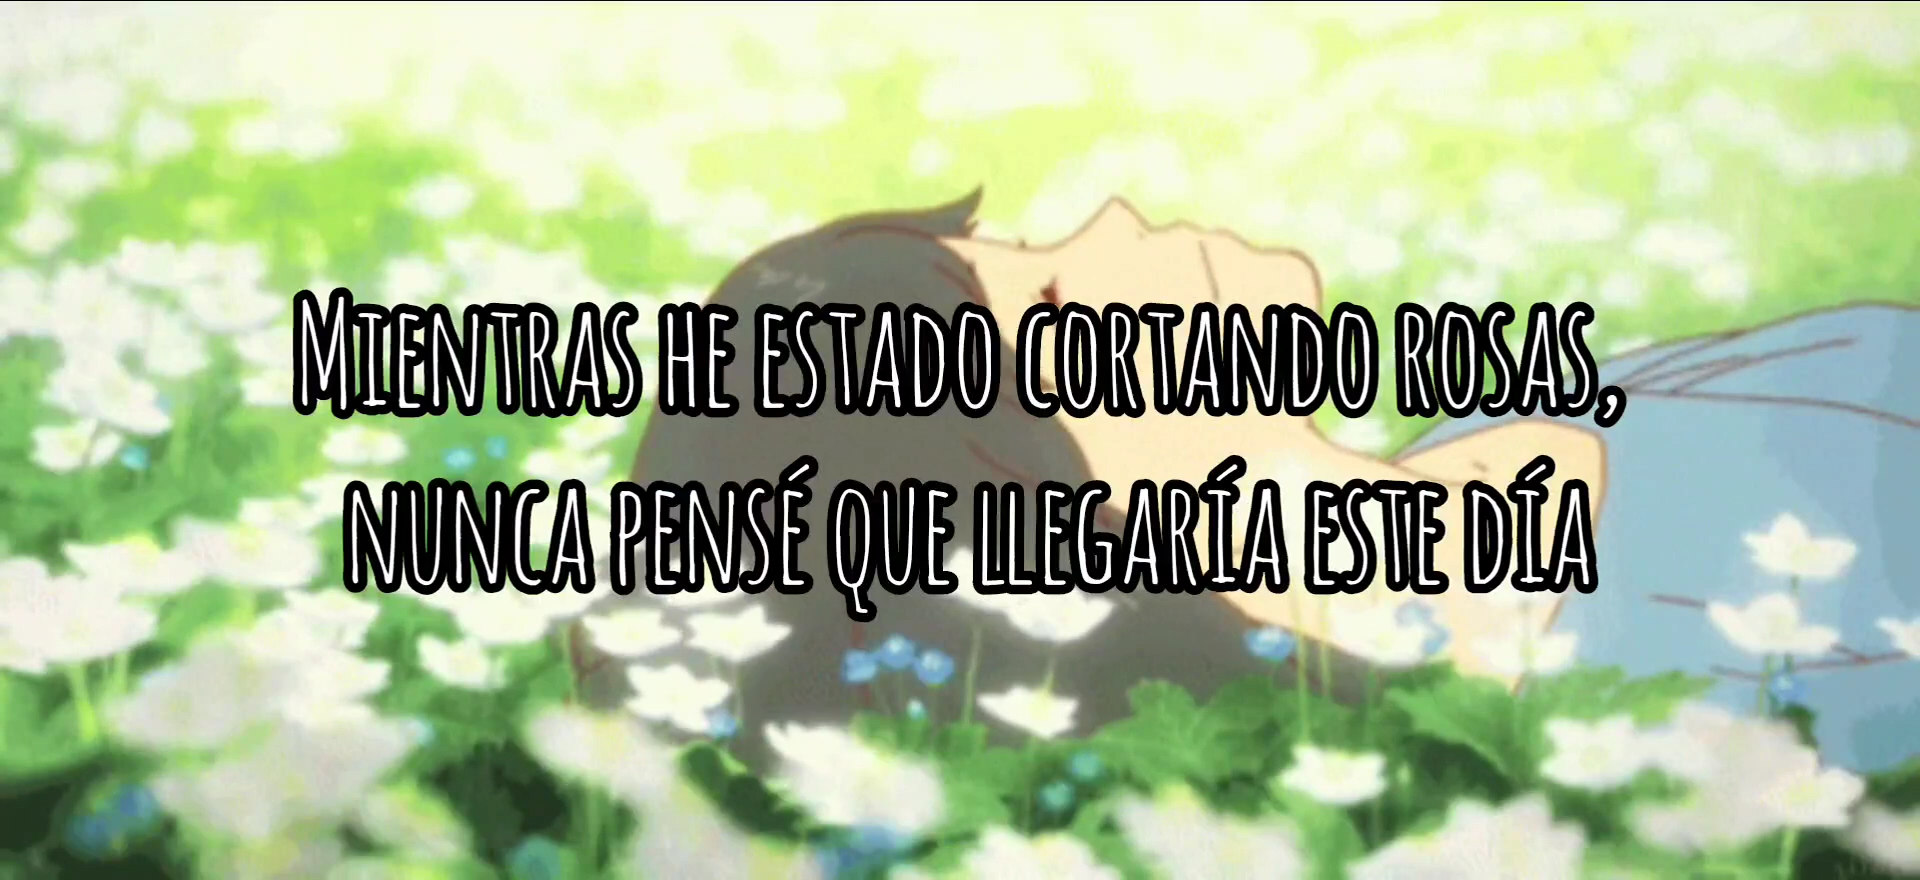 Mientras he estado cortando rosas,
nunca pensé que llegaría este día